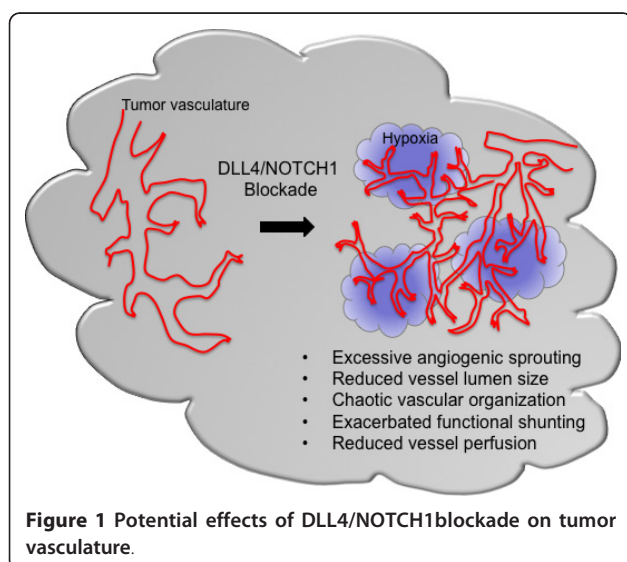 Tumor vasculature
Hypoxia
DLL4/NOTCH1
Blockade
• Excessive angiogenic sprouting
• Reduced vessel lumen size
• Chaotic vascular organization
• Exacerbated functional shunting
• Reduced vessel perfusion
Figure 1 Potential effects of DLL4/NOTCH1blockade on tumor
vasculature.